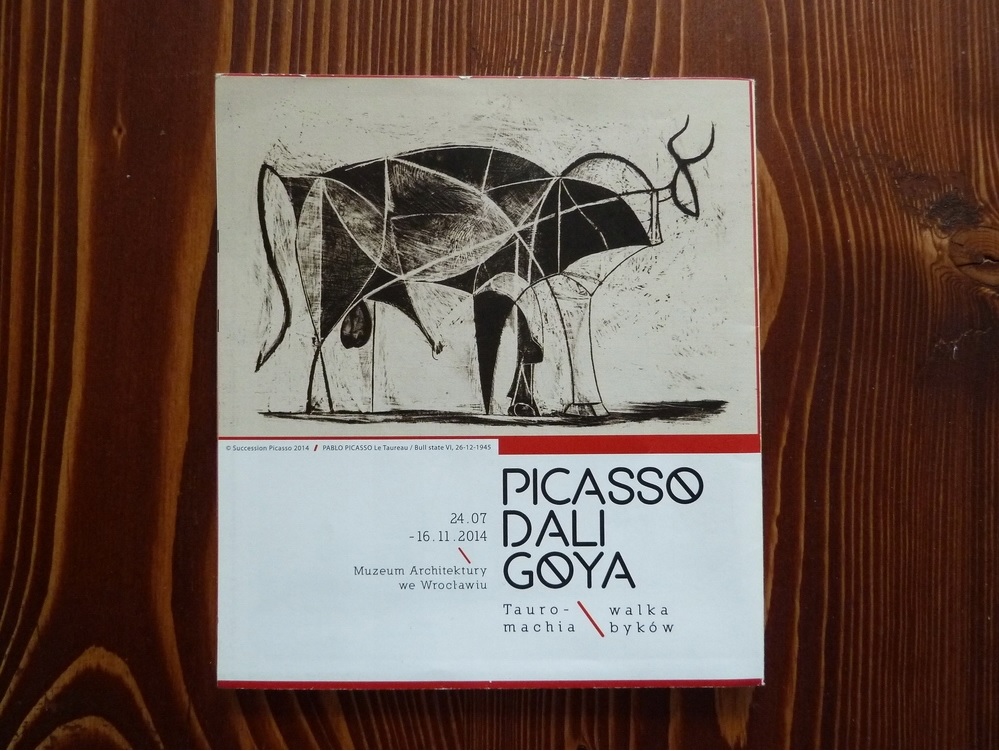 © Succession Picasso 2014 / PABLO PICASSO Le Taureau / Bull state VI, 26-12-1945
24.07
-16.11.2014
Muzeum Architektury
we Wrocławiu
PICASSO
DALI
GOYA
Tauro- \ walka
machia \ byków